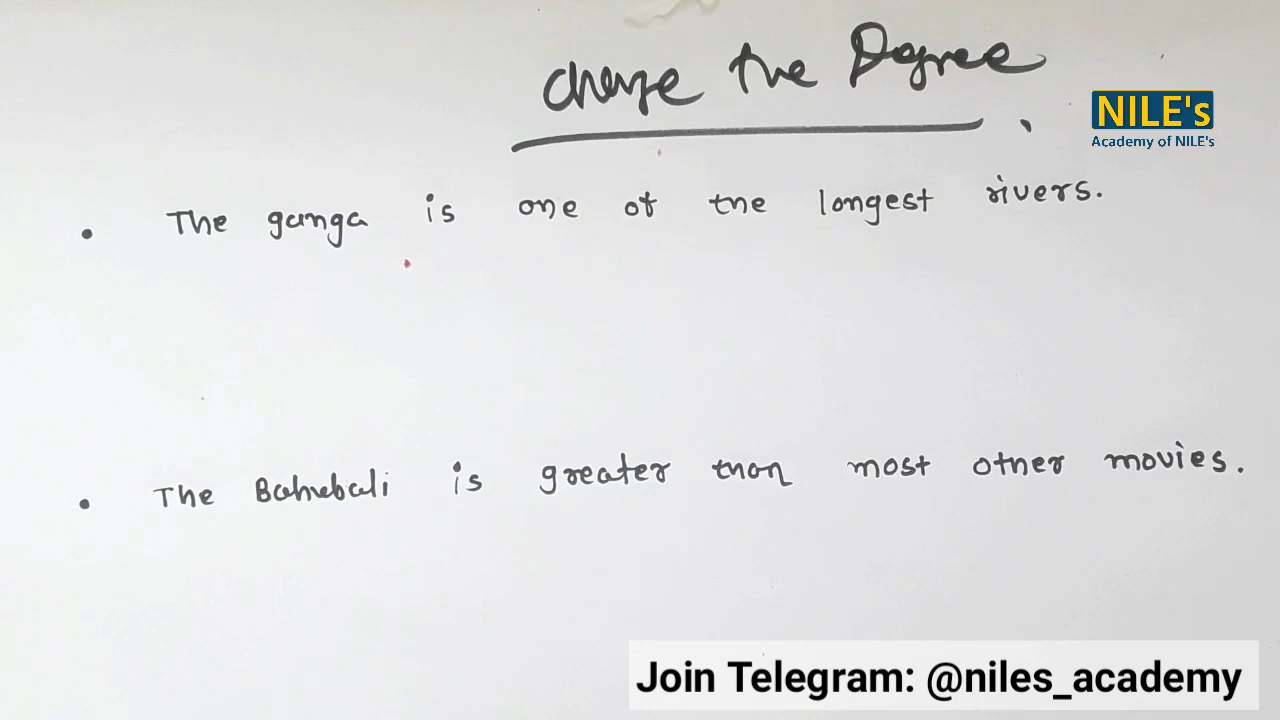 change the Degree
NILE's
Academy of NILE's
• The ganga is one of the longest rivers.
• The Bahubali is greater than most other movies.
Join Telegram: @niles_academy